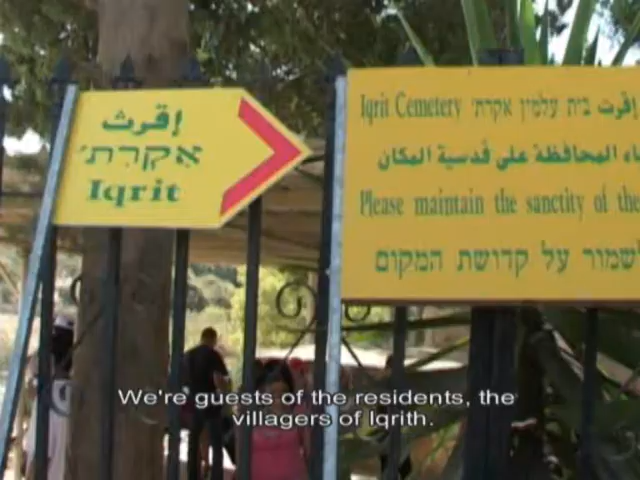 إقرث
אִקְרִת'
Iqrit
Iqrit Cemetery בית עלמין אקרת' إقرث
المحافظة على قدسية المكان
Please maintain the sanctity of the
לשמור על קדושת המקום
We're guests of the residents, the
villagers of Iqrith.